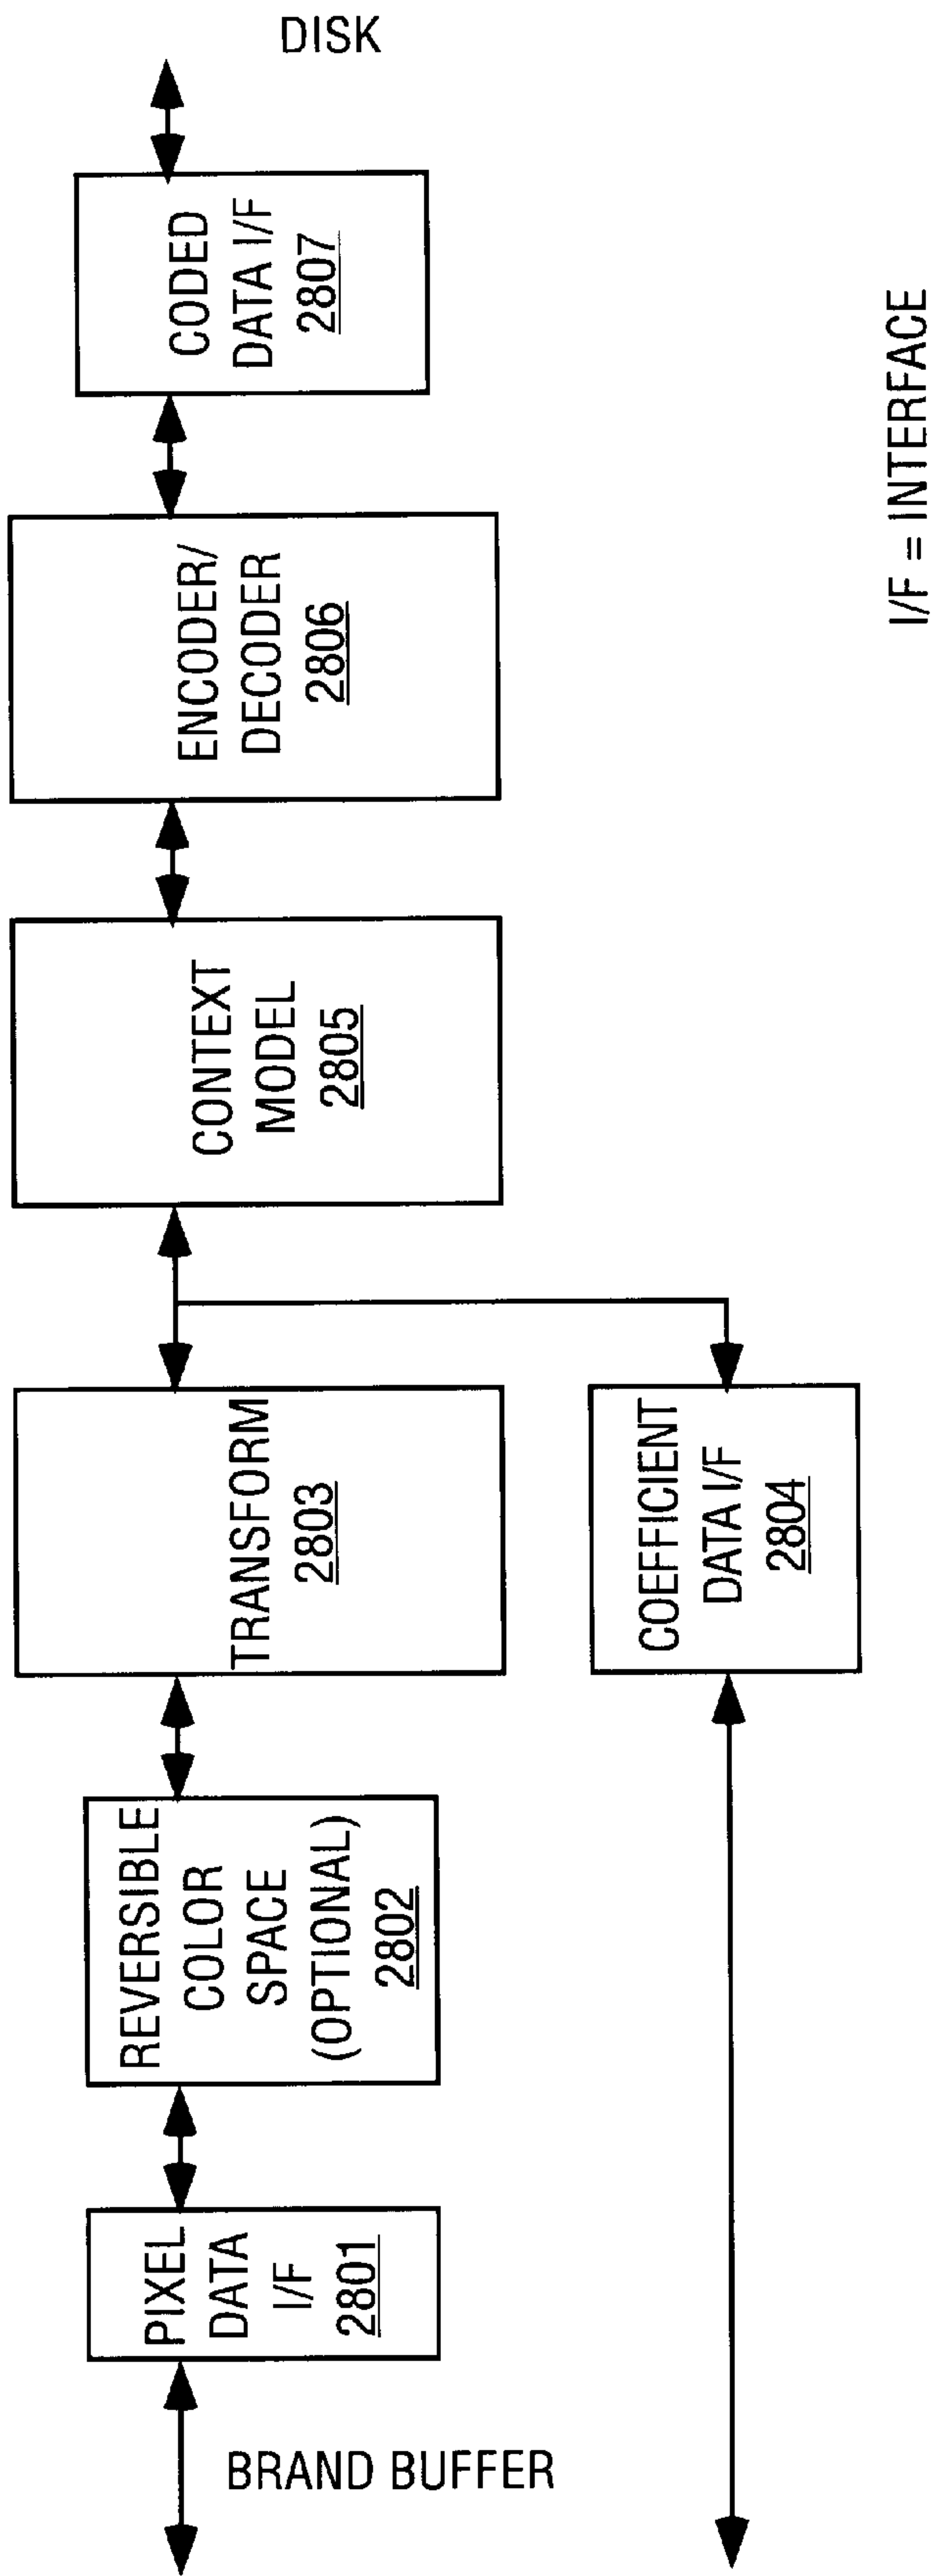 BRAND BUFFER
PIXEL
DATA
I/F
2801
REVERSIBLE
COLOR
SPACE
(OPTIONAL)
2802
TRANSFORM
2803
COEFFICIENT
DATA I/F
2804
CONTEXT
MODEL
2805
ENCODER/
DECODER
2806
CODED
DATA I/F
2807
DISK
I/F = INTERFACE